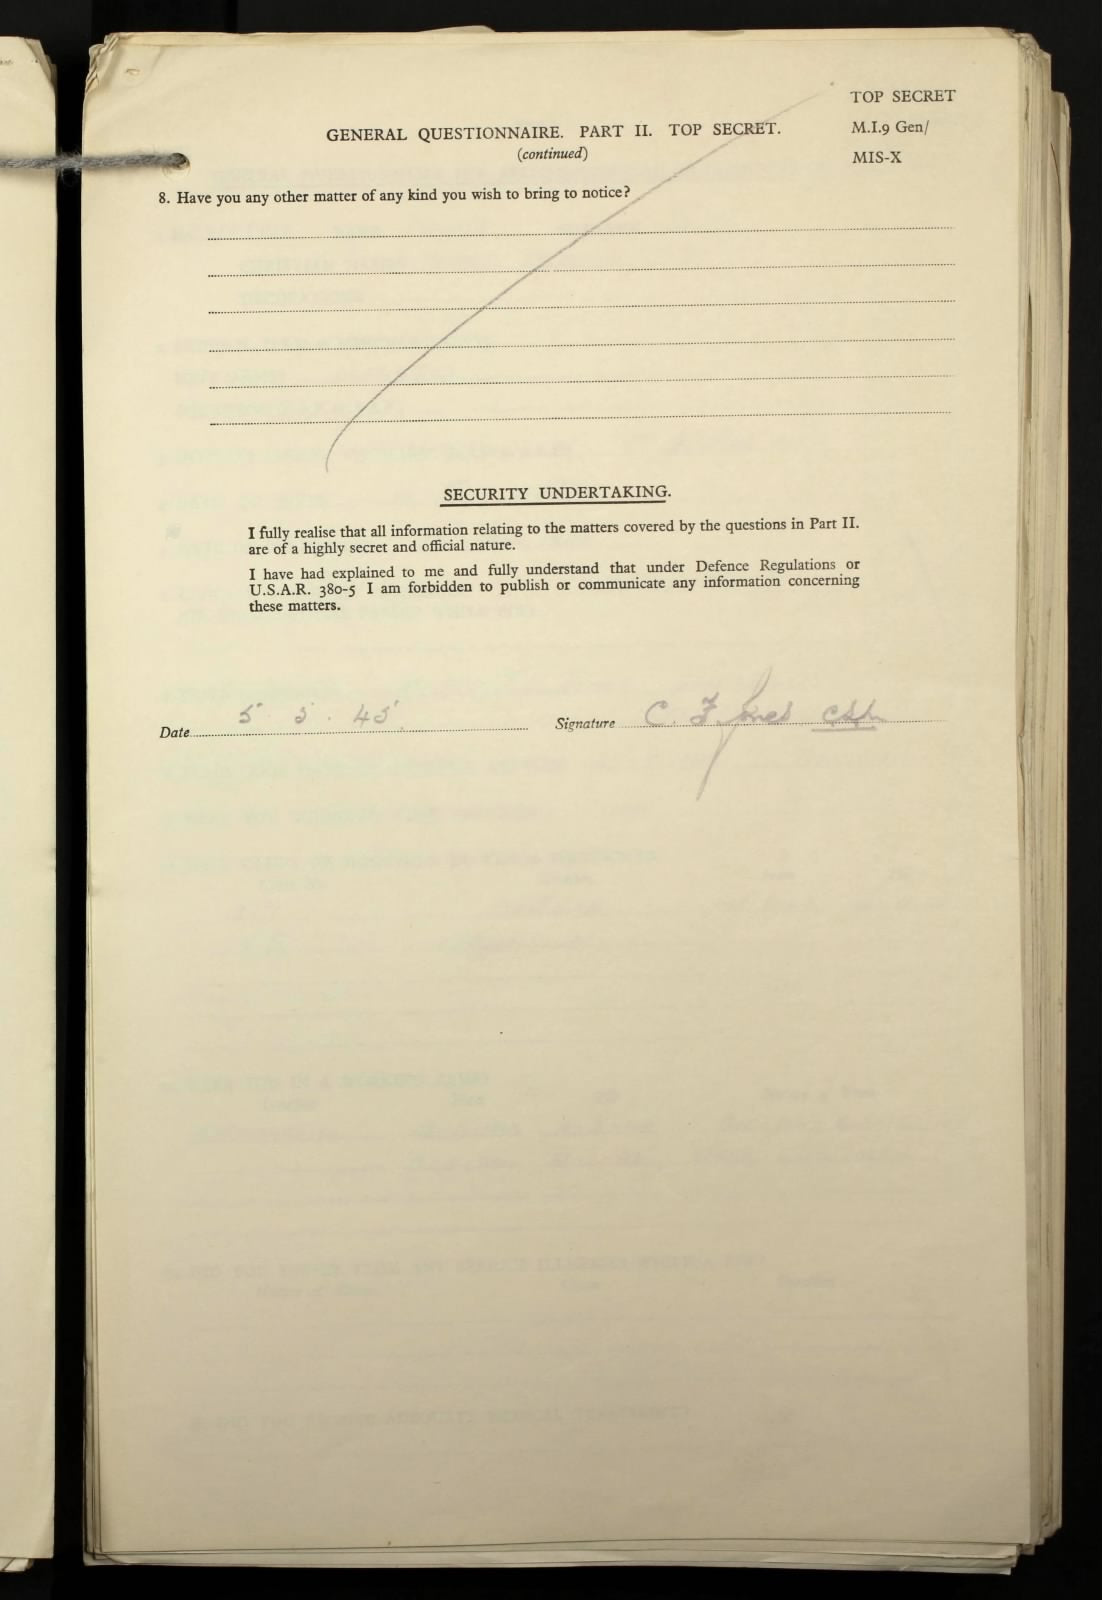 TOP SECRET
GENERAL QUESTIONNAIRE. PART II. TOP SECRET.
M.I.9 Gen/
(continued)
MIS-X
8. Have you any other matter of any kind you wish to bring to notice?
SECURITY UNDERTAKING.
I fully realise that all information relating to the matters covered by the questions in Part II.
are of a highly secret and official nature.
I have had explained to me and fully understand that under Defence Regulations or
U.S.A.R. 380-5 I am forbidden to publish or communicate any information concerning
these matters.
Date 5 5 . 45. Signature C. F. Jones